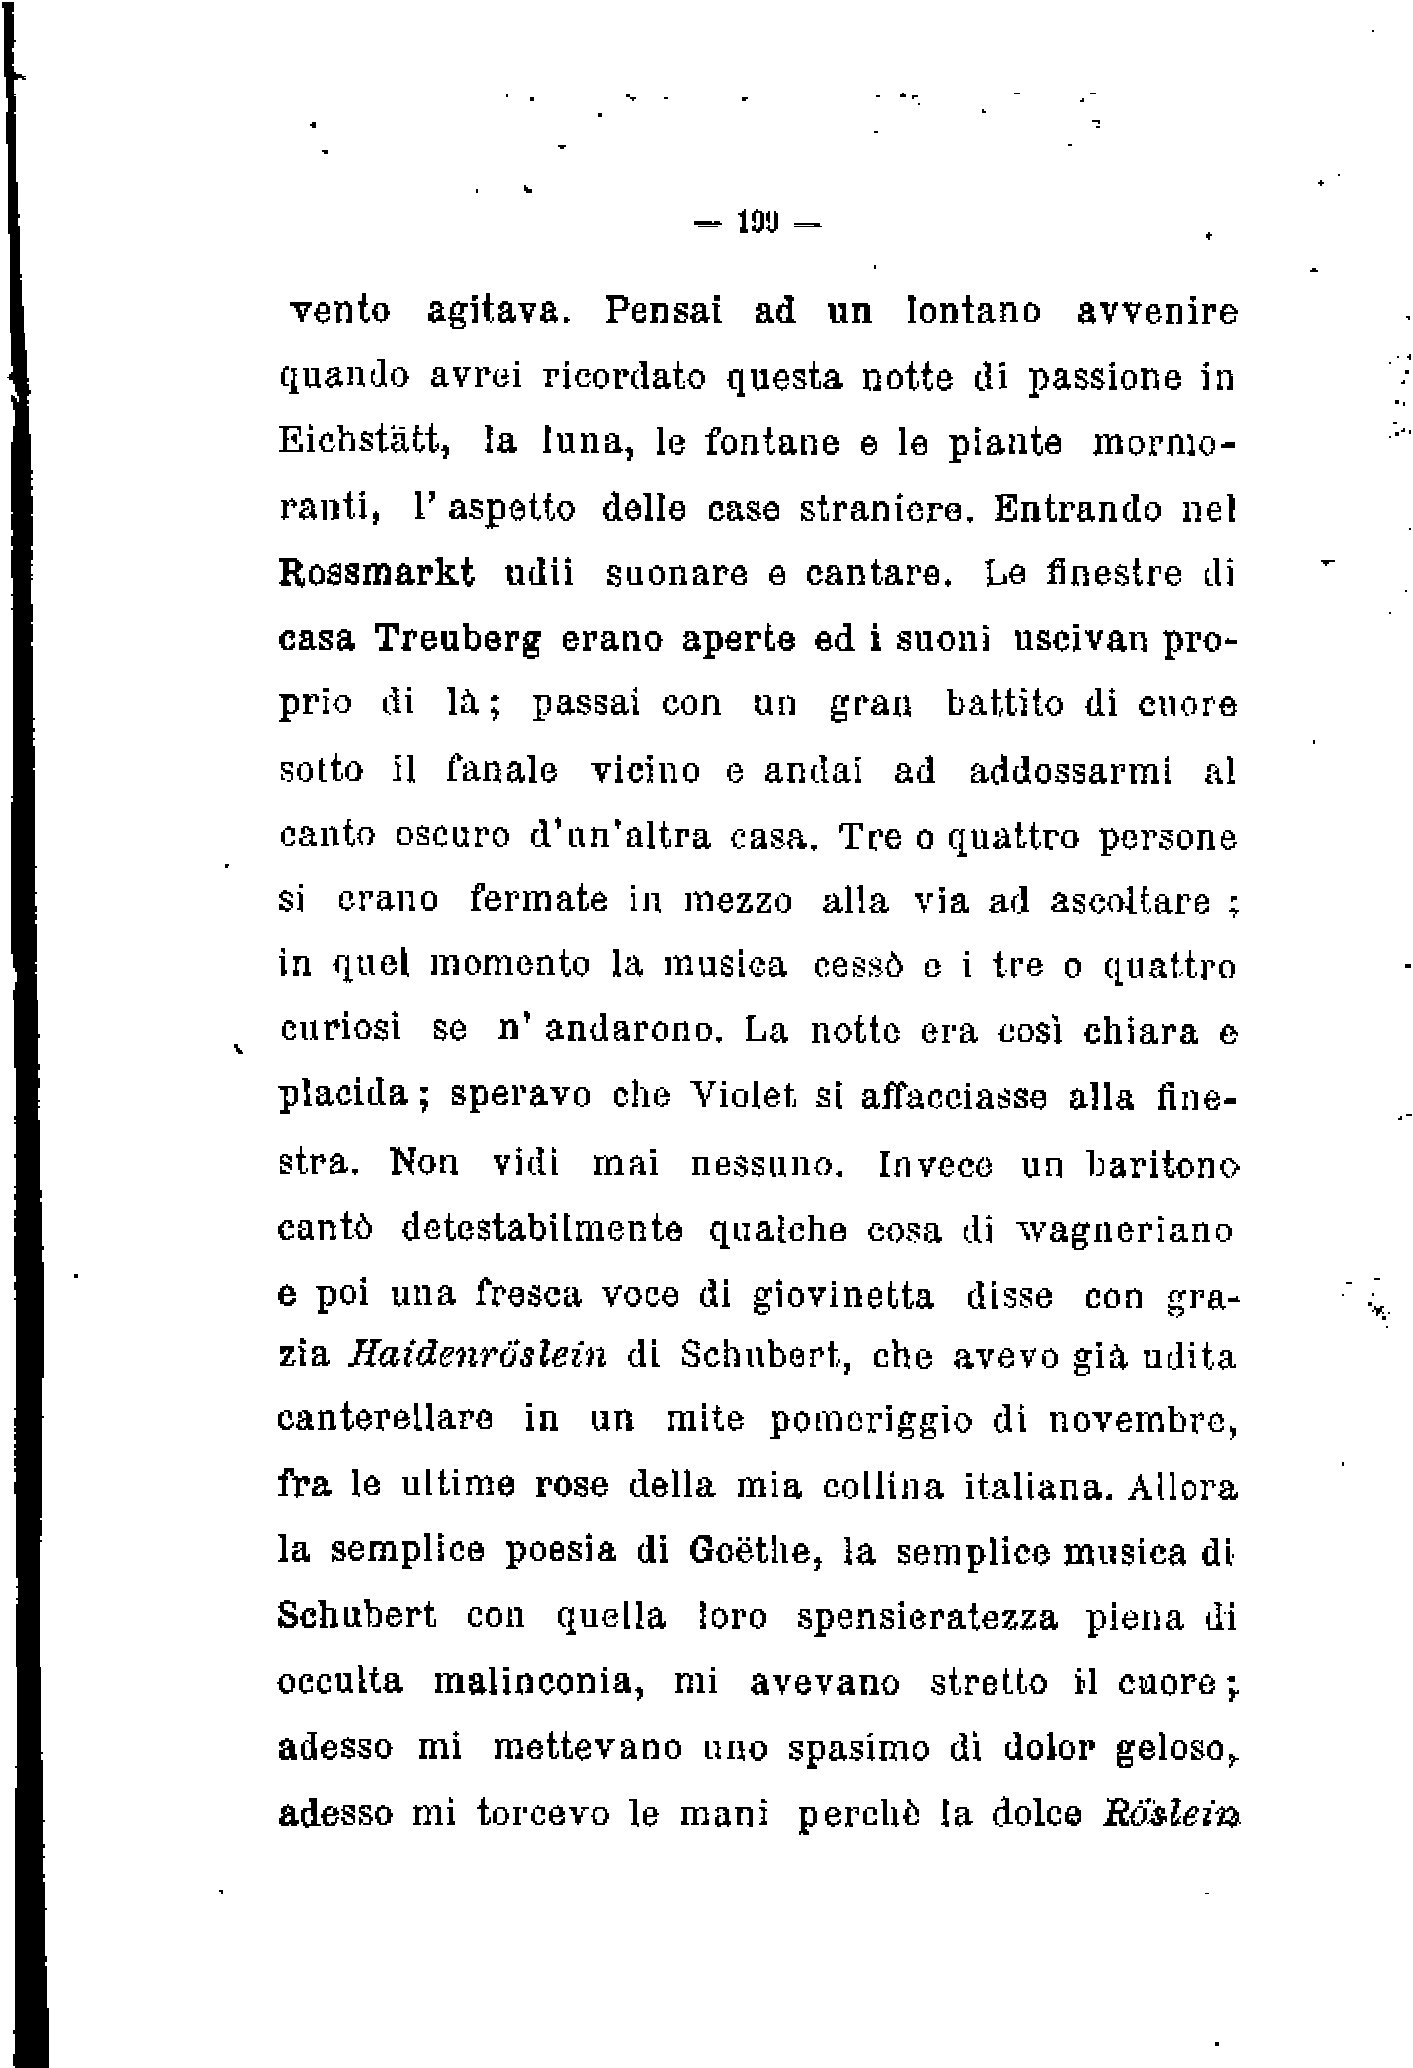 — 199 —
vento agitava. Pensai ad un lontano avvenire
quando avrei ricordato questa notte di passione in
Eichstätt, la luna, le fontane e le piante mormo-
ranti, l' aspetto delle case straniere. Entrando nel
Rossmarkt udii suonare e cantare. Le finestre di
casa Treuberg erano aperte ed i suoni uscivan pro-
prio di là; passai con un gran battito di cuore
sotto il fanale vicino e andai ad addossarmi al
canto oscuro d'un'altra casa. Tre o quattro persone
si erano fermate in mezzo alla via ad ascoltare ;
in quel momento la musica cessò e i tre o quattro
curiosi se n' andarono. La notte era così chiara e
placida ; speravo che Violet si affacciasse alla fine-
stra. Non vidi mai nessuno. Invece un baritono
cantò detestabilmente qualche cosa di wagneriano
e poi una fresca voce di giovinetta disse con gra-
zia Haidenröslein di Schubert, che avevo già udita
canterellare in un mite pomeriggio di novembre,
fra le ultime rose della mia collina italiana. Allora
la semplice poesia di Goëthe, la semplice musica di
Schubert con quella loro spensieratezza piena di
occulta malinconia, mi avevano stretto il cuore ;
adesso mi mettevano uno spasimo di dolor geloso,
adesso mi torcevo le mani perchè la dolce Röslein